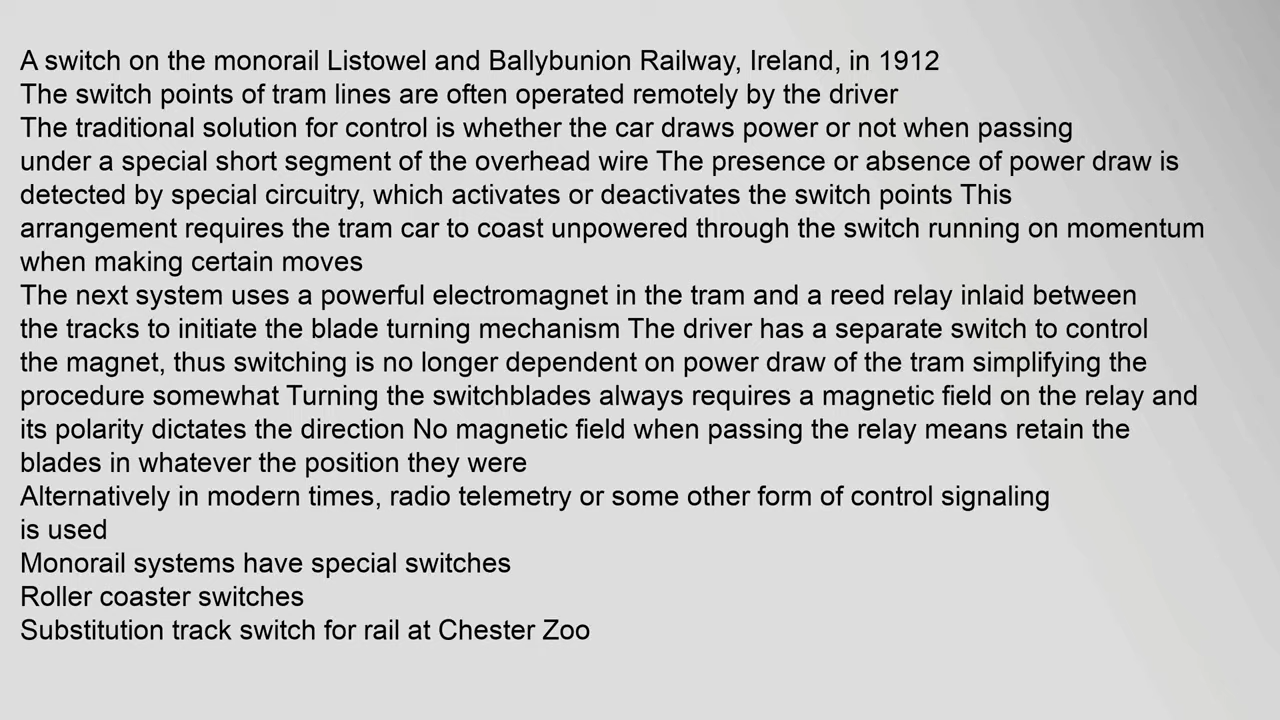 A switch on the monorail Listowel and Ballybunion Railway, Ireland, in 1912
The switch points of tram lines are often operated remotely by the driver
The traditional solution for control is whether the car draws power or not when passing
under a special short segment of the overhead wire The presence or absence of power draw is
detected by special circuitry, which activates or deactivates the switch points This
arrangement requires the tram car to coast unpowered through the switch running on momentum
when making certain moves
The next system uses a powerful electromagnet in the tram and a reed relay inlaid between
the tracks to initiate the blade turning mechanism The driver has a separate switch to control
the magnet, thus switching is no longer dependent on power draw of the tram simplifying the
procedure somewhat Turning the switchblades always requires a magnetic field on the relay and
its polarity dictates the direction No magnetic field when passing the relay means retain the
blades in whatever the position they were
Alternatively in modern times, radio telemetry or some other form of control signaling
is used
Monorail systems have special switches
Roller coaster switches
Substitution track switch for rail at Chester Zoo